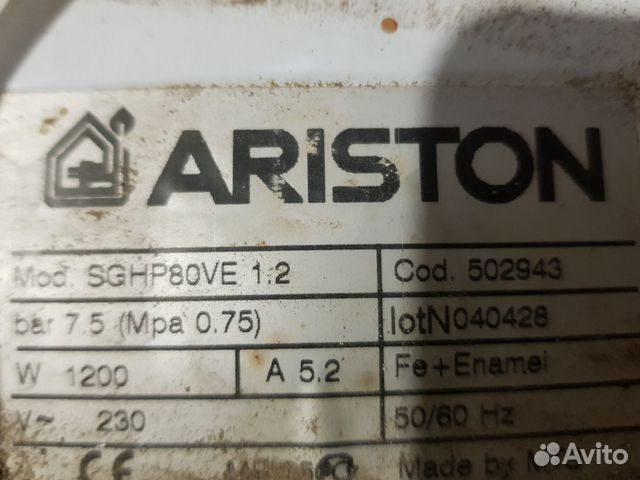 ARISTON
Mod. SGHP80VE 1.2 Cod. 502943
bar 7.5 (Mpa 0.75) lotN040428
W 1200 A 5.2 Fe+Enamel
V~ 230 50/60 Hz
CE Made by
Avito